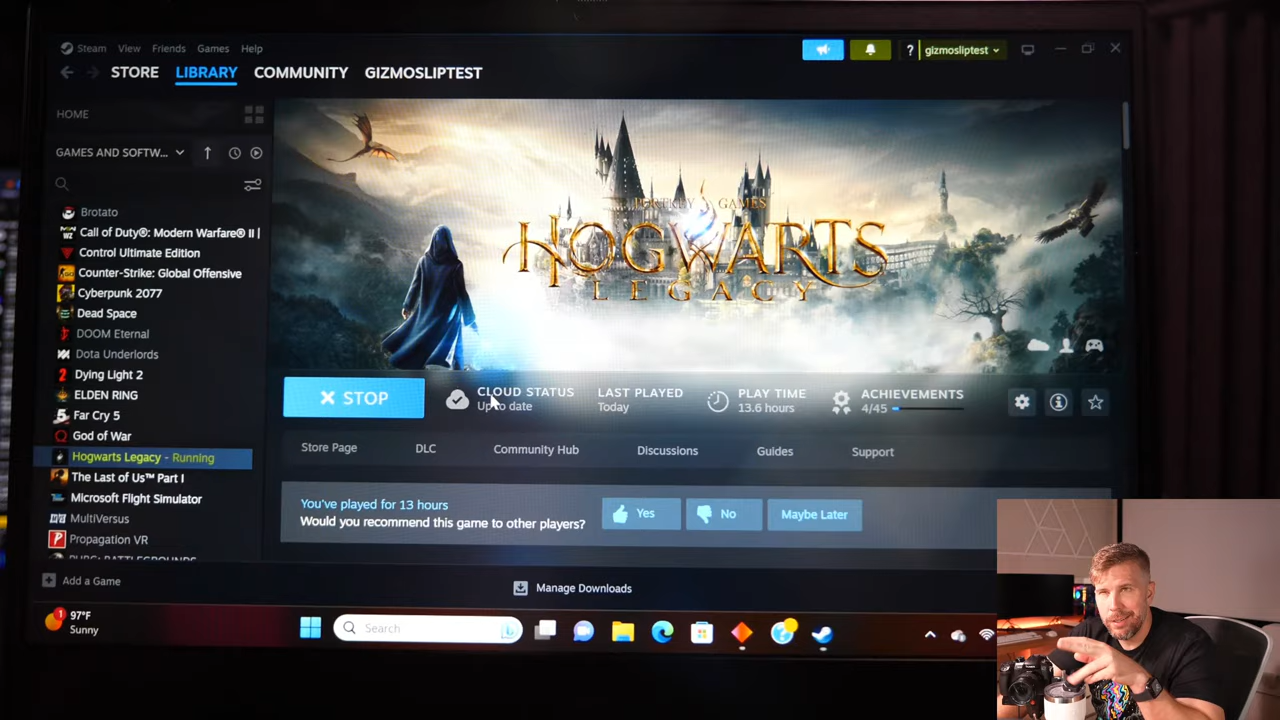 Steam View Friends Games Help
? gizmosliptest
STORE LIBRARY COMMUNITY GIZMOSLIPTEST
HOME
GAMES AND SOFTW...
Brotato
Call of Duty®: Modern Warfare® II |
Control Ultimate Edition
Counter-Strike: Global Offensive
Cyberpunk 2077
Dead Space
DOOM Eternal
Dota Underlords
Dying Light 2
ELDEN RING
Far Cry 5
God of War
Hogwarts Legacy - Running
The Last of Us™ Part I
Microsoft Flight Simulator
MultiVersus
Propagation VR
PUBG: BATTLEGROUNDS
Add a Game
PORTKEY GAMES
HOGWARTS
LEGACY
STOP
CLOUD STATUS
Up to date
LAST PLAYED
Today
PLAY TIME
13.6 hours
ACHIEVEMENTS
4/45
Store Page DLC Community Hub Discussions Guides Support
You've played for 13 hours
Would you recommend this game to other players?
Yes No Maybe Later
Manage Downloads
1
97°F
Sunny
Search